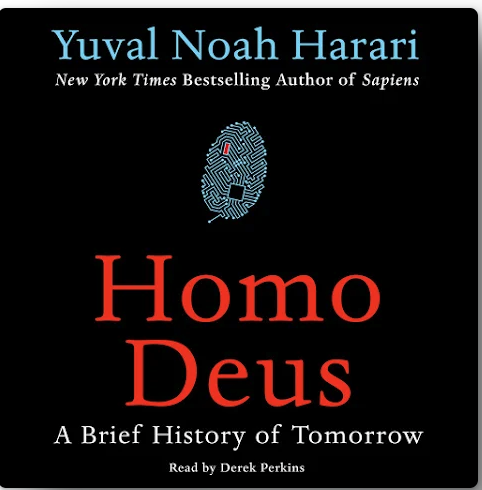 Yuval Noah Harari
New York Times Bestselling Author of Sapiens
Homo
Deus
A Brief History of Tomorrow
Read by Derek Perkins